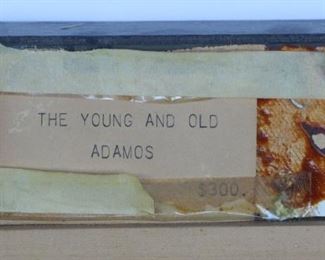 THE YOUNG AND OLD
ADAMOS
$300.